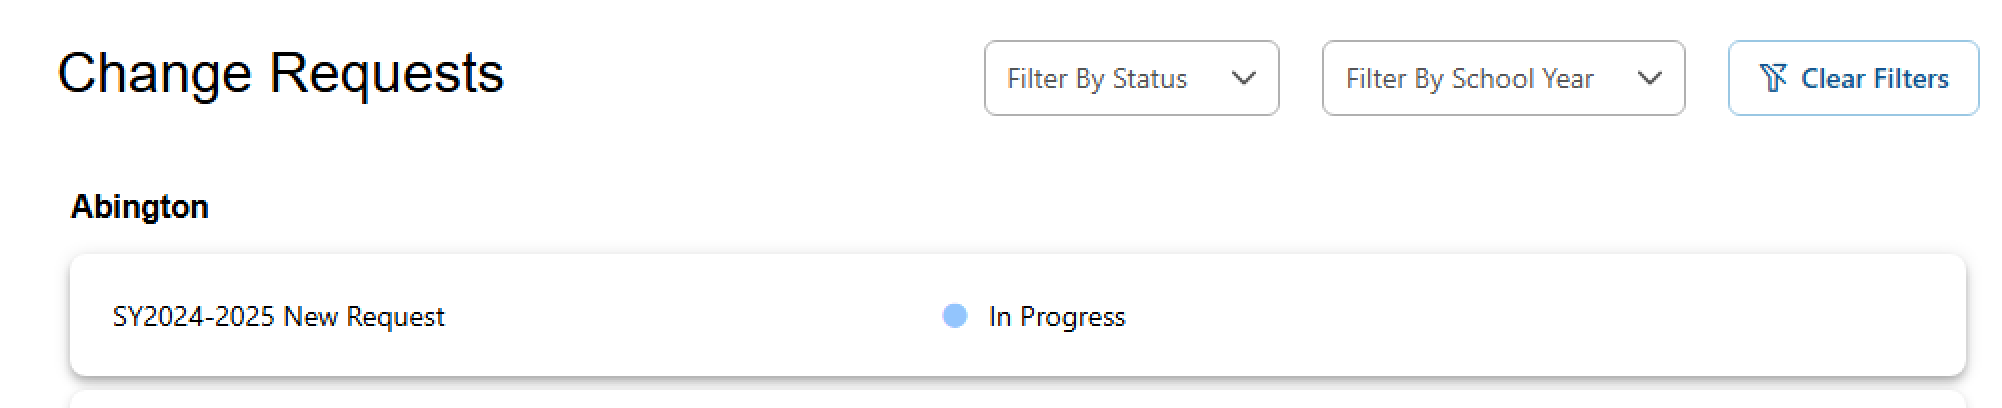 Change Requests
Filter By Status
Filter By School Year
Clear Filters
Abington
SY2024-2025 New Request
In Progress